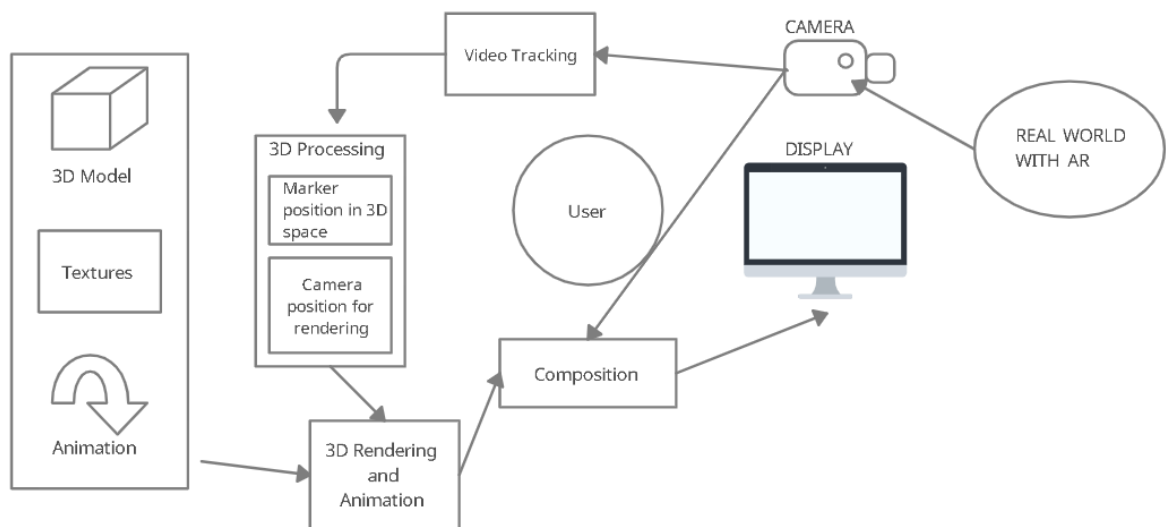 CAMERA
Video Tracking
REAL WORLD
WITH AR
3D Processing
DISPLAY
3D Model
Marker
position in 3D
space
User
Textures
Camera
position for
rendering
Composition
Animation
3D Rendering
and
Animation